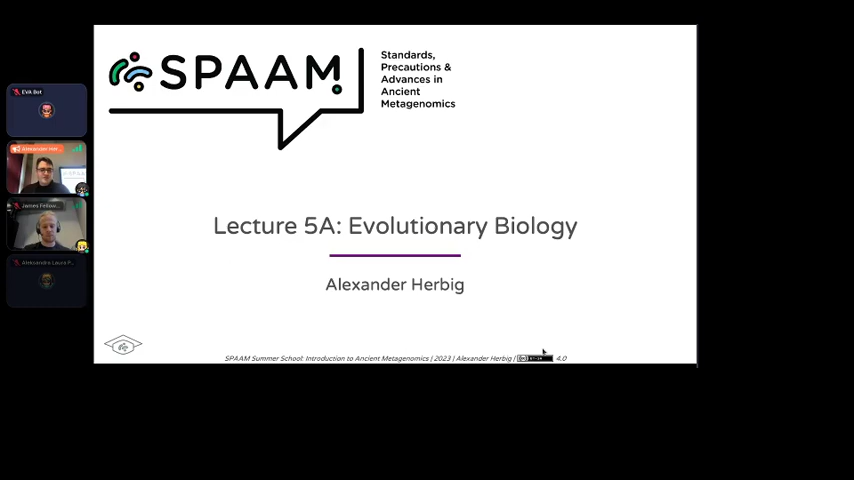 EVA Bot
Alexander Her...
James Fellow...
Aleksandra Laura P...
SPAAM
Standards,
Precautions &
Advances in
Ancient
Metagenomics
Lecture 5A: Evolutionary Biology
Alexander Herbig
SPAAM Summer School: Introduction to Ancient Metagenomics | 2023 | Alexander Herbig | 4.0